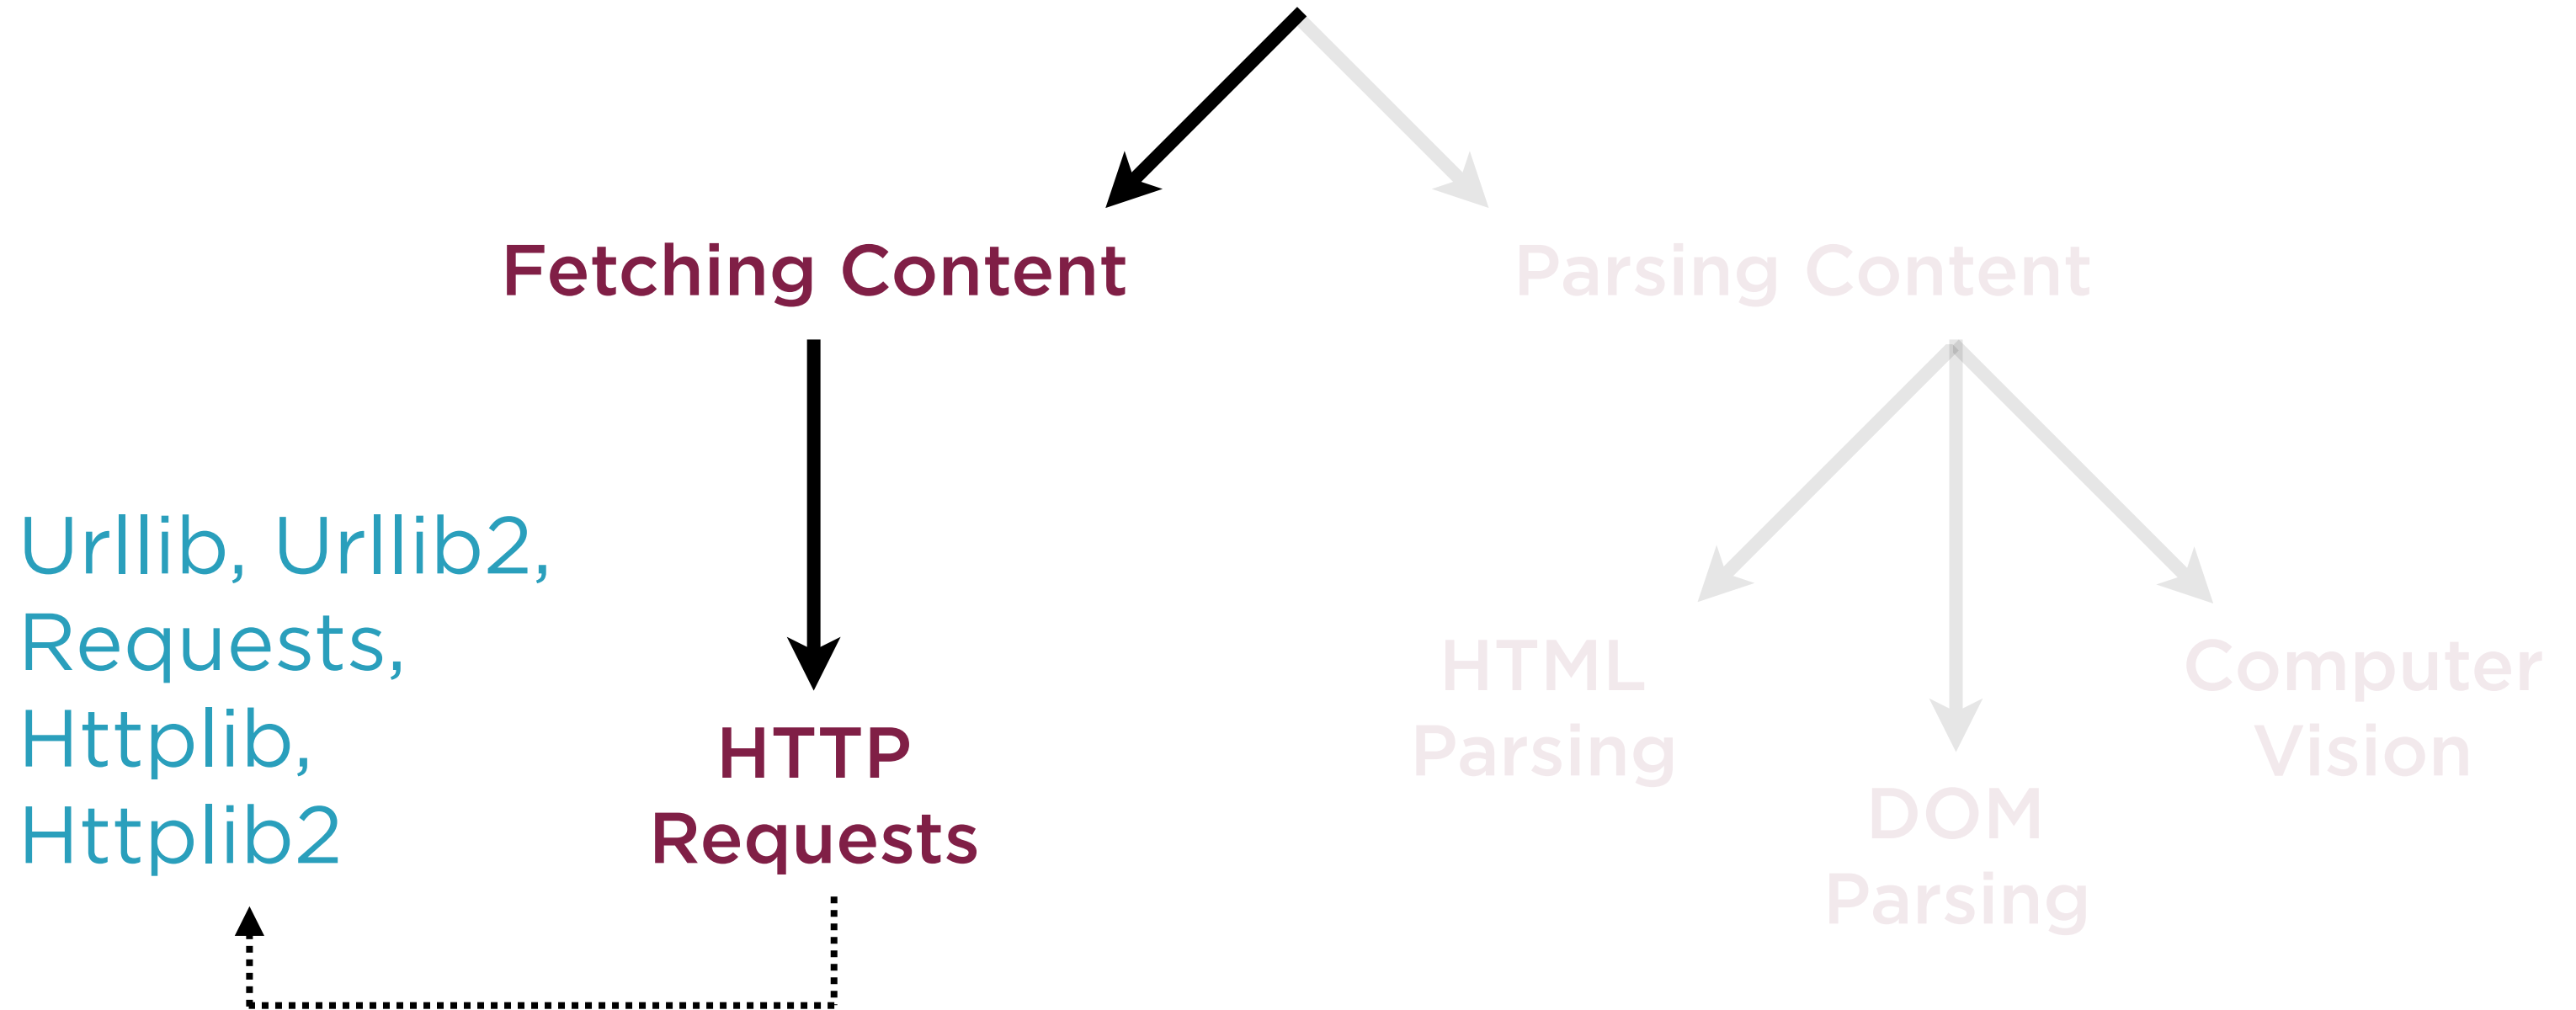 Fetching Content
Parsing Content
Urllib, Urllib2,
Requests,
Httplib,
Httplib2
HTTP
Requests
HTML
Parsing
DOM
Parsing
Computer
Vision